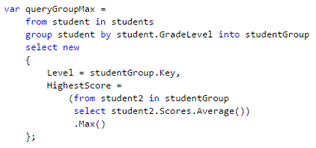 var queryGroupMax =
    from student in students
    group student by student.GradeLevel into studentGroup
    select new
    {
        Level = studentGroup.Key,
        HighestScore =
            (from student2 in studentGroup
             select student2.Scores.Average())
             .Max()
    };